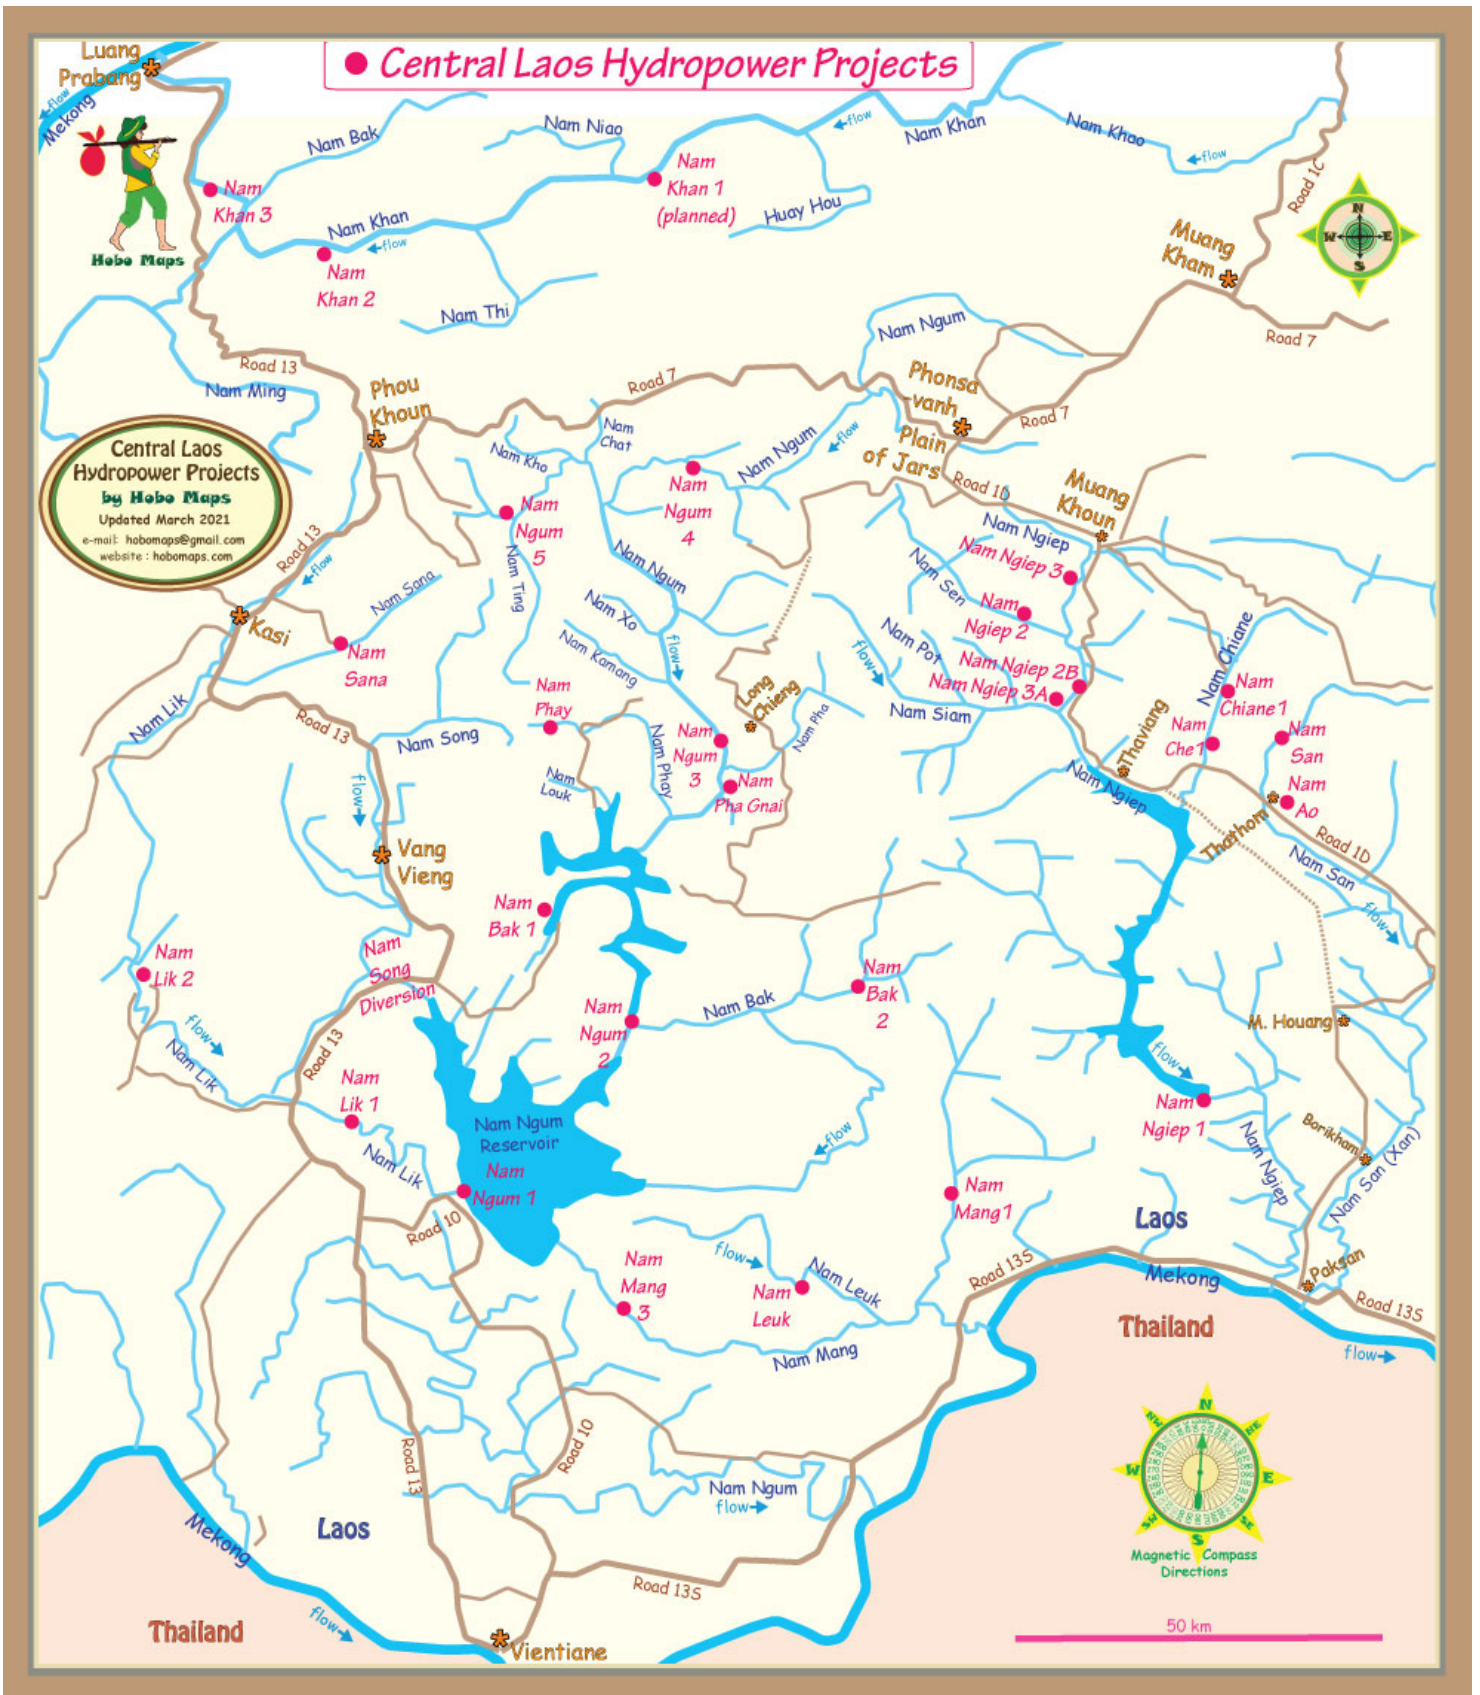 Luang
Prabang
Central Laos Hydropower Projects
flow
Mekong
Nam Bak
Nam Niao
flow
Nam Khan
Nam Khao
flow
Road 1C
Nam
Khan 3
Nam
Khan 1
(planned)
Huay Hou
Nam Khan
flow
Hobo Maps
Nam
Khan 2
Nam Thi
Muang
Kham
N
W
E
S
Road 7
Nam Ngum
Road 13
Nam Ming
Phou
Khoun
Road 7
Phonsa
-vanh
Road 7
Central Laos
Hydropower Projects
by Hobo Maps
Updated March 2021
e-mail: hobomaps@gmail.com
website : hobomaps.com
Nam
Chat
Nam Kho
Nam Ngum
flow
Plain
of Jars
Nam
Ngum
4
Road 1D
Muang
Khoun
Nam
Ngum
5
Road 13
flow
Nam Ngiep
Nam Ngiep 3
Nam Ting
Nam Ngum
Nam Sana
Nam Xo
Nam Sen
Nam
Ngiep 2
Kasi
Nam
Sana
Nam Kamang
flow
flow
Nam Pot
Nam Chiane
Nam Ngiep 2B
Nam Ngiep 3A
Nam
Phay
Long
Chieng
Nam Pha
Nam Siam
Nam
Chiane1
Nam Lik
Road 13
Nam Song
Nam Phay
Nam
Ngum
3
Nam
Che1
Nam
San
Thaviang
Nam
Louk
Nam
Pha Gnai
Nam Ngiep
Nam
Ao
flow
Vang
Vieng
Thathom
Road 1D
Nam San
flow
Nam
Bak 1
Nam
Lik 2
Nam
Song
Diversion
Nam
Bak
2
Nam Bak
Nam
Ngum
2
M. Houang
flow
Nam Lik
Road 13
flow
Nam
Lik 1
Nam
Ngiep 1
Nam Ngum
Reservoir
flow
Borikham
Nam Ngiep
Nam San (Xan)
Nam Lik
Nam
Ngum 1
Nam
Mang1
Laos
Road 10
flow
Nam
Mang
3
Nam
Leuk
Nam Leuk
Road 13S
Mekong
Paksan
Road 13S
Thailand
flow
Nam Mang
N
NW
NE
W
E
SW
SE
S
Magnetic Compass
Directions
Road 13
Road 10
Nam Ngum
flow
Mekong
Laos
Road 13S
flow
Thailand
Vientiane
50 km